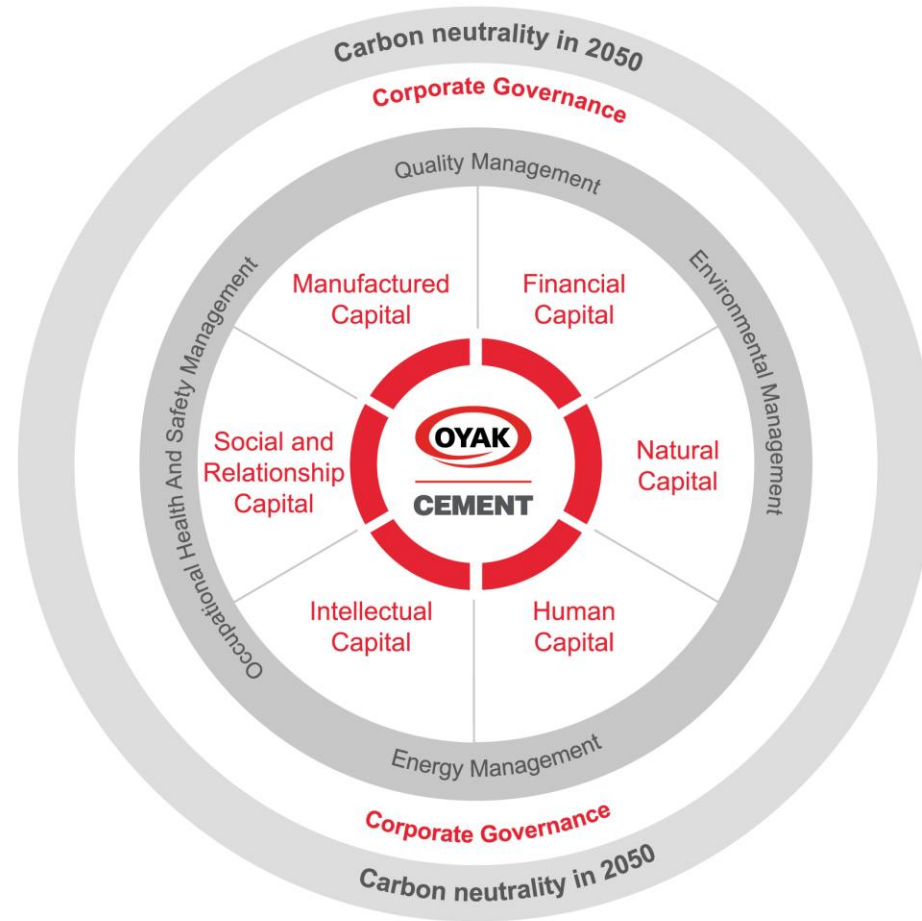 Carbon neutrality in 2050
Corporate Governance
Quality Management
Environmental Management
Occupational Health And Safety Management
Manufactured
Capital
Financial
Capital
Social and
Relationship
Capital
OYAK
CEMENT
Natural
Capital
Intellectual
Capital
Human
Capital
Energy Management
Corporate Governance
Carbon neutrality in 2050